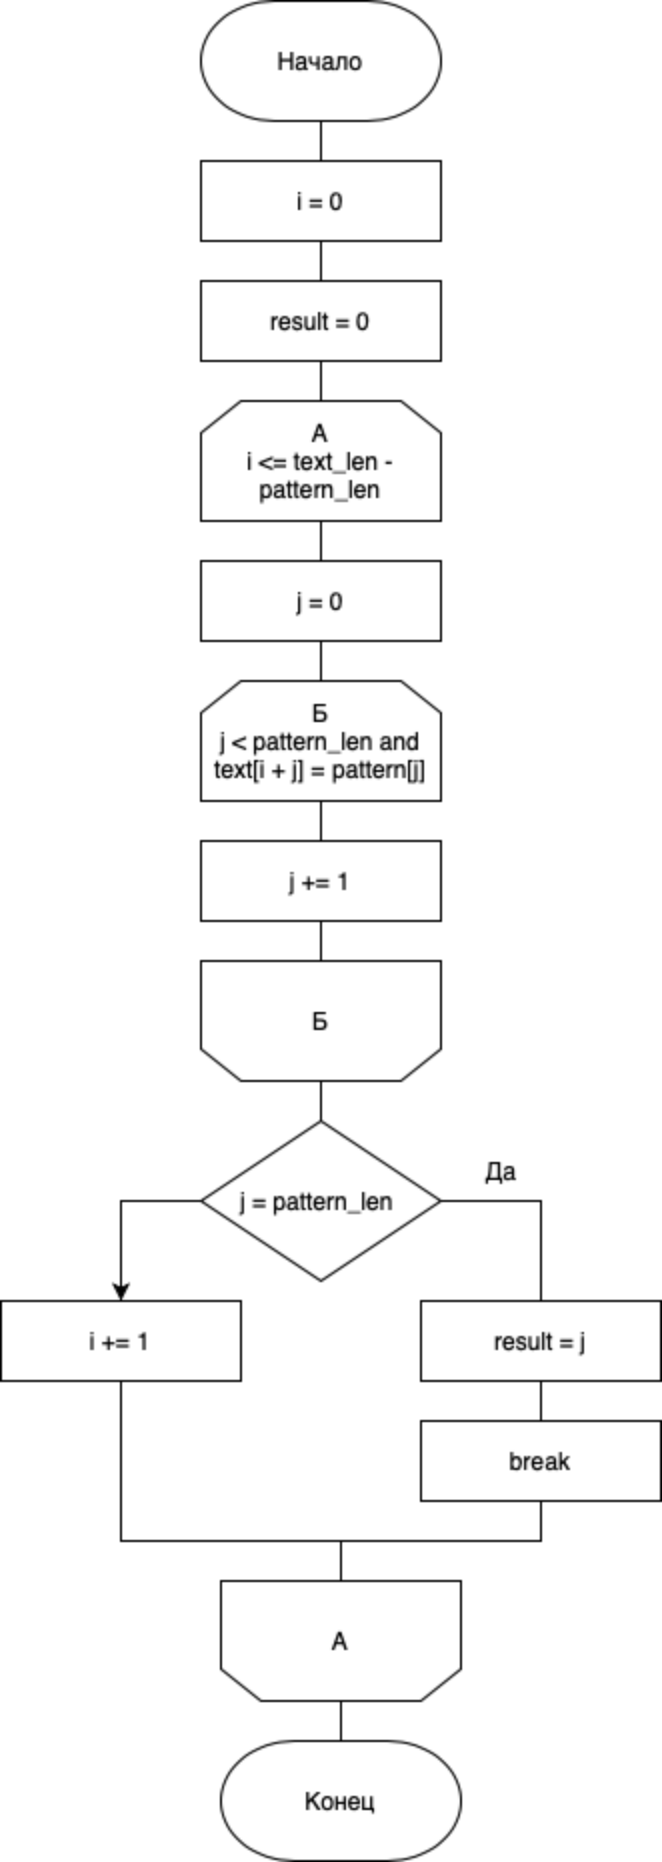 Начало
i = 0
result = 0
А
i <= text_len -
pattern_len
j = 0
Б
j < pattern_len and
text[i + j] = pattern[j]
j += 1
Б
j = pattern_len
Да
i += 1
result = j
break
А
Конец